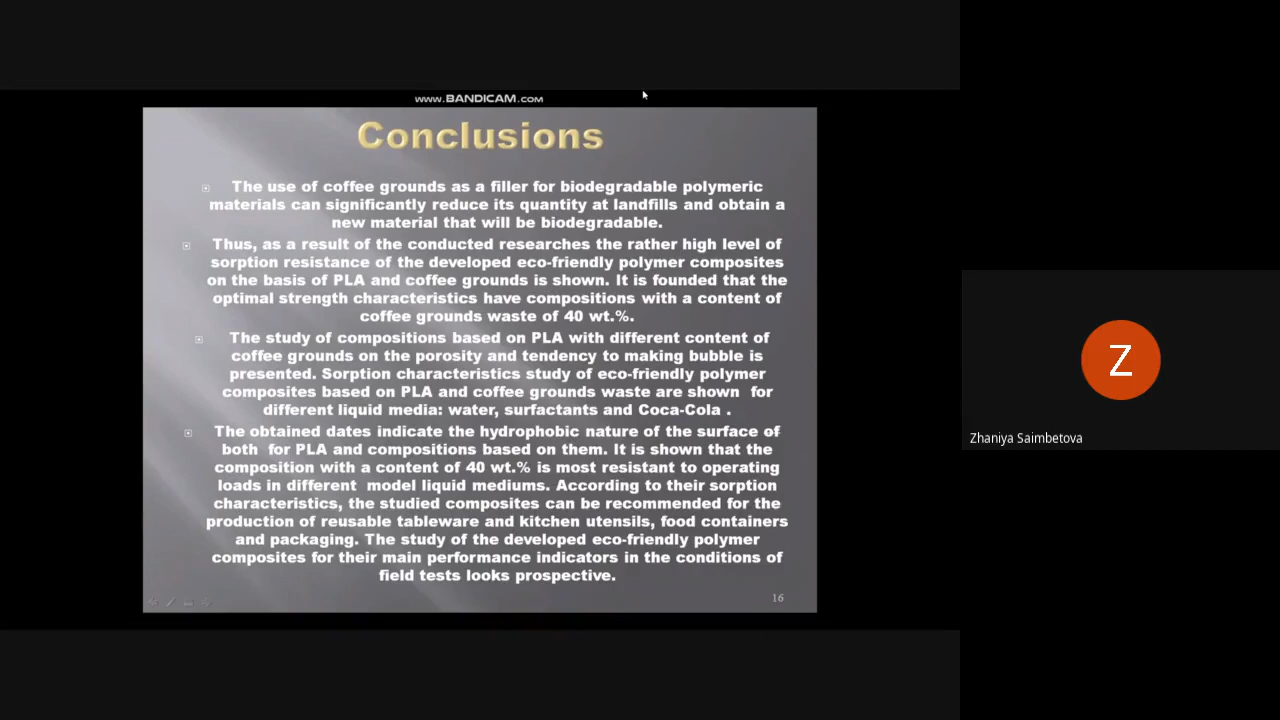 www.BANDICAM.com
Conclusions
The use of coffee grounds as a filler for biodegradable polymeric
materials can significantly reduce its quantity at landfills and obtain a
new material that will be biodegradable.
Thus, as a result of the conducted researches the rather high level of
sorption resistance of the developed eco-friendly polymer composites
on the basis of PLA and coffee grounds is shown. It is founded that the
optimal strength characteristics have compositions with a content of
coffee grounds waste of 40 wt.%.
The study of compositions based on PLA with different content of
coffee grounds on the porosity and tendency to making bubble is
presented. Sorption characteristics study of eco-friendly polymer
composites based on PLA and coffee grounds waste are shown for
different liquid media: water, surfactants and Coca-Cola .
The obtained dates indicate the hydrophobic nature of the surface of
both for PLA and compositions based on them. It is shown that the
composition with a content of 40 wt.% is most resistant to operating
loads in different model liquid mediums. According to their sorption
characteristics, the studied composites can be recommended for the
production of reusable tableware and kitchen utensils, food containers
and packaging. The study of the developed eco-friendly polymer
composites for their main performance indicators in the conditions of
field tests looks prospective.
16
Z
Zhaniya Saimbetova